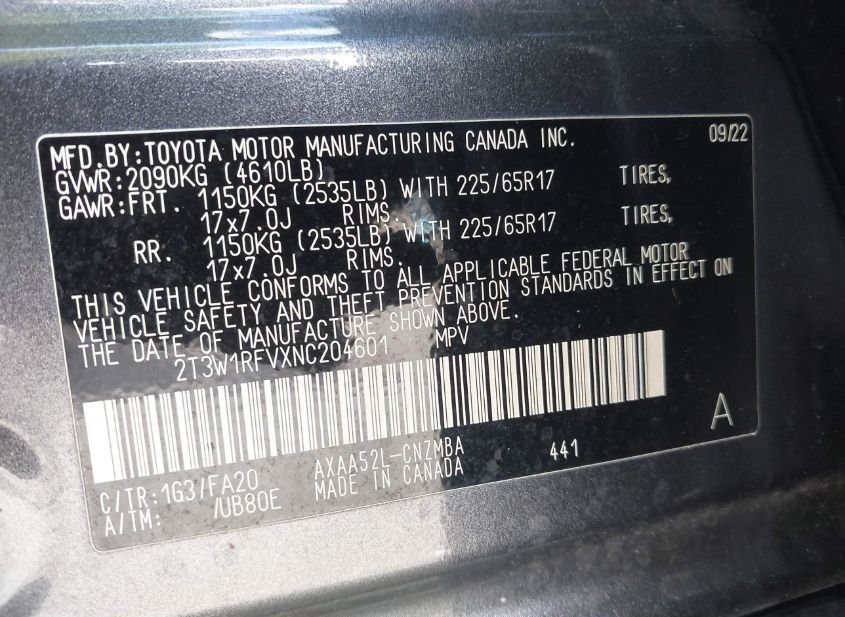 MFD.BY:TOYOTA MOTOR MANUFACTURING CANADA INC. 09/22
GVWR:2090KG (4610LB)
GAWR:FRT. 1150KG (2535LB) WITH 225/65R17 TIRES,
17x7.0J RIMS.
RR. 1150KG (2535LB) WITH 225/65R17 TIRES,
17x7.0J RIMS.
THIS VEHICLE CONFORMS TO ALL APPLICABLE FEDERAL MOTOR
VEHICLE SAFETY AND THEFT PREVENTION STANDARDS IN EFFECT ON
THE DATE OF MANUFACTURE SHOWN ABOVE.
2T3W1RFVXNC204601 MPV
A
C/TR:1G3/FA20 AXAA52L-CNZMBA 441
A/TM: /UB80E MADE IN CANADA